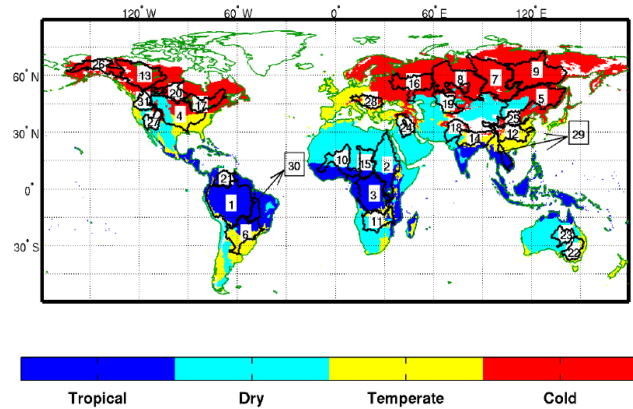 120° W 60° W 0° 60° E 120° E
26 13 16 8 7 9
60° N
31 20 17 28 19 5
4 27 24 18 25 12
30° N
14 29
10 15 2 30
21
0°
1 3
11
6 23
30° S
22
Tropical Dry Temperate Cold